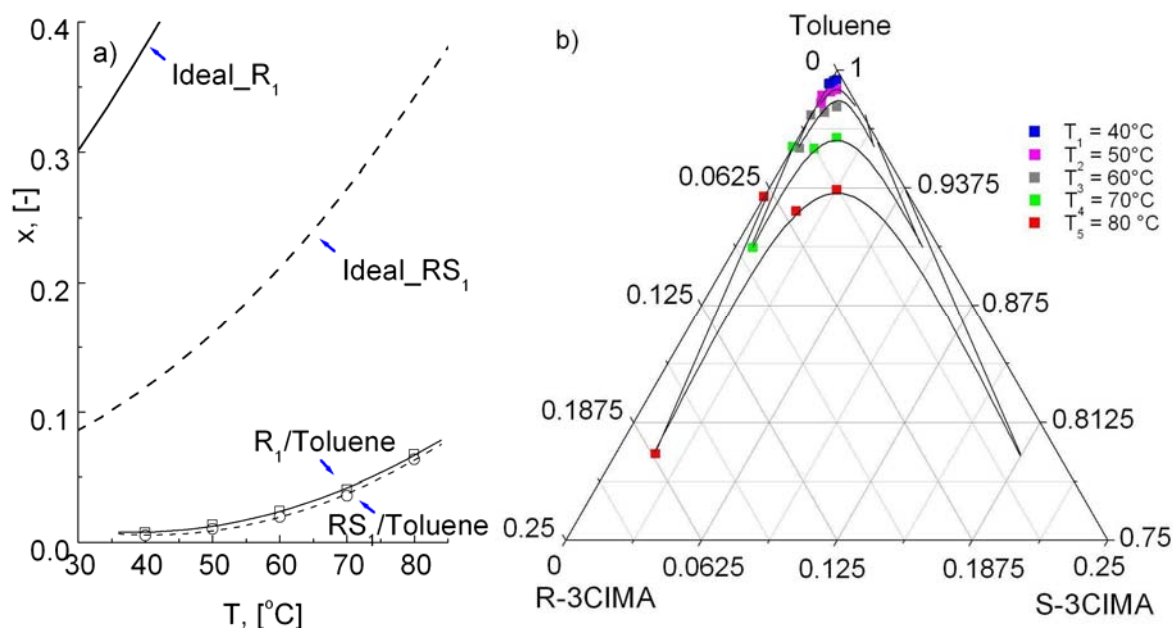 a)
x, [-]
0.4
0.3
0.2
0.1
0.0
30 40 50 60 70 80
T, [°C]
Ideal_R1
Ideal_RS1
R1/Toluene
RS1/Toluene
b)
Toluene
0 1
0.0625 0.9375
0.125 0.875
0.1875 0.8125
0.25 0.75
0 0.0625 0.125 0.1875 0.25
R-3CIMA S-3CIMA
T1 = 40°C
T2 = 50°C
T3 = 60°C
T4 = 70°C
T5 = 80 °C